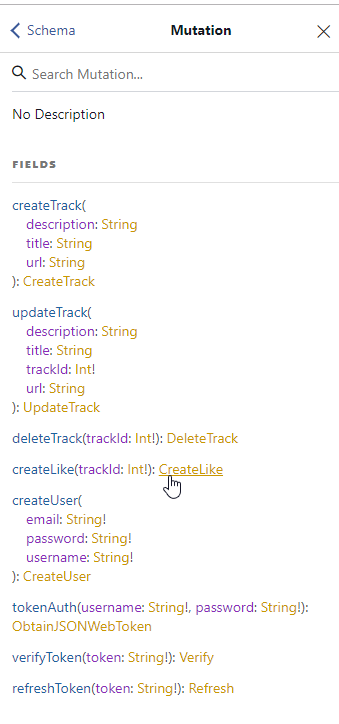 Schema
Mutation
Search Mutation...
No Description
FIELDS
createTrack(
description: String
title: String
url: String
): CreateTrack
updateTrack(
description: String
title: String
trackId: Int!
url: String
): UpdateTrack
deleteTrack(trackId: Int!): DeleteTrack
createLike(trackId: Int!): CreateLike
createUser(
email: String!
password: String!
username: String!
): CreateUser
tokenAuth(username: String!, password: String!):
ObtainJSONWebToken
verifyToken(token: String!): Verify
refreshToken(token: String!): Refresh